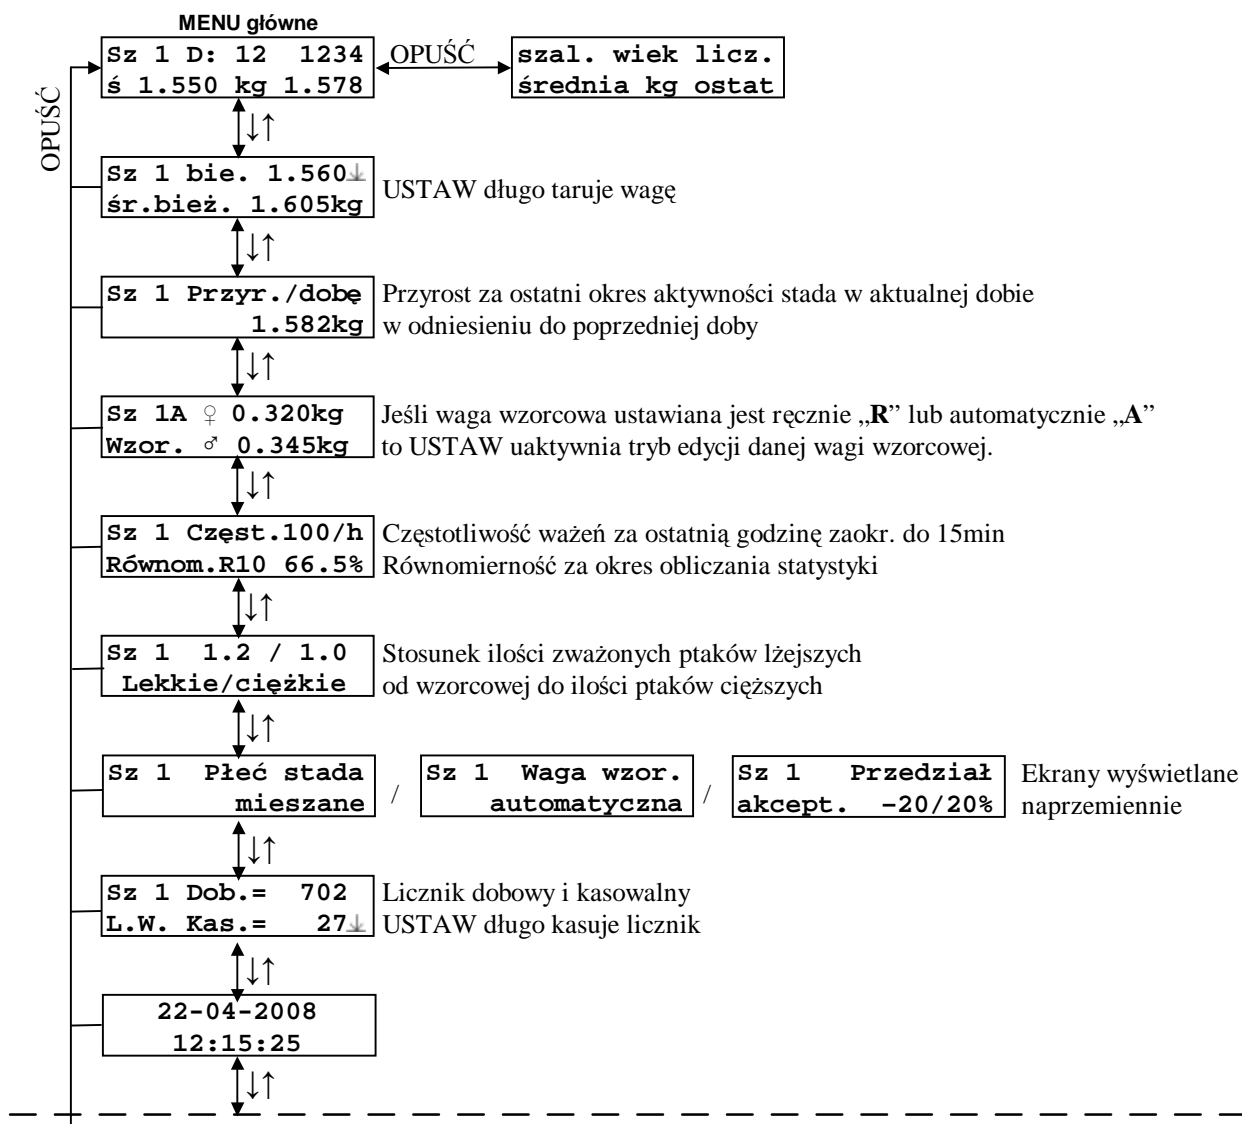 MENU główne
Sz 1 D: 12 1234
ś 1.550 kg 1.578
OPUŚĆ
szal. wiek licz.
średnia kg ostat
OPUŚĆ
↓↑
Sz 1 bie. 1.560
śr.bież. 1.605kg
USTAW długo taruje wagę
↓↑
Sz 1 Przyr./dobę
1.582kg
Przyrost za ostatni okres aktywności stada w aktualnej dobie
w odniesieniu do poprzedniej doby
↓↑
Sz 1A ♀ 0.320kg
Wzor. ♂ 0.345kg
Jeśli waga wzorcowa ustawiana jest ręcznie „R” lub automatycznie „A”
to USTAW uaktywnia tryb edycji danej wagi wzorcowej.
↓↑
Sz 1 Częst.100/h
Równom.R10 66.5%
Częstotliwość ważeń za ostatnią godzinę zaokr. do 15min
Równomierność za okres obliczania statystyki
↓↑
Sz 1 1.2 / 1.0
Lekkie/ciężkie
Stosunek ilości zważonych ptaków lżejszych
od wzorcowej do ilości ptaków cięższych
↓↑
Sz 1 Płeć stada
mieszane
/
Sz 1 Waga wzor.
automatyczna
/
Sz 1 Przedział
akcept. -20/20%
Ekrany wyświetlane
naprzemiennie
↓↑
Sz 1 Dob.= 702
L.W. Kas.= 27
Licznik dobowy i kasowalny
USTAW długo kasuje licznik
↓↑
22-04-2008
12:15:25
↓↑